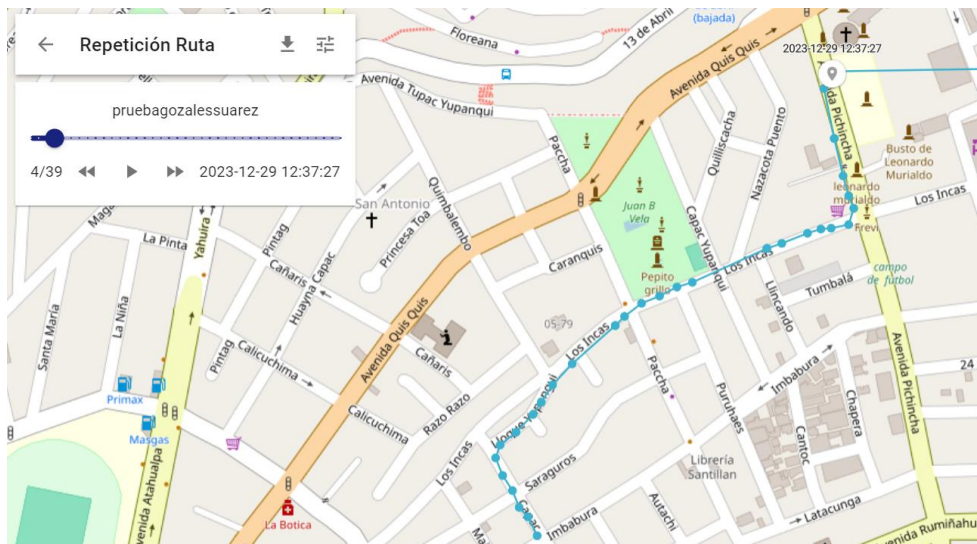 Repetición Ruta
pruebagozalessuarez
4/39
2023-12-29 12:37:27
(bajada)
13 de Abril
Floreana
Avenida Quis Quis
2023-12-29 12:37:27
Avenida Tupac Yupanqui
Paccha
Quilliscacha
Nazacota Puento
Busto de
Leonardo
Murialdo
leonardo
murialdo
Los Incas
Frevi
San Antonio
Quimbalembo
Princesa Toa
Juan B
Vela
Capac Yupanqui
La Pinta
Yahuira
Pintag
Cañaris
Huayna Capac
Caranquis
Pepito
grillo
Los Incas
Tumbalá
campo
de fútbol
Llincando
Santa María
La Niña
05-79
Los Incas
Pintag
Calicuchima
Avenida Quis Quis
Cañaris
Imbabura
Avenida Pichincha
24
Primax
Masgas
Calicuchima
Razo Razo
Paccha
Puruhaes
Cantoc
Chapera
Los Incas
Saraguros
Librería
Santillan
Avenida Atahualpa
La Botica
Imbabura
Autachi
Latacunga